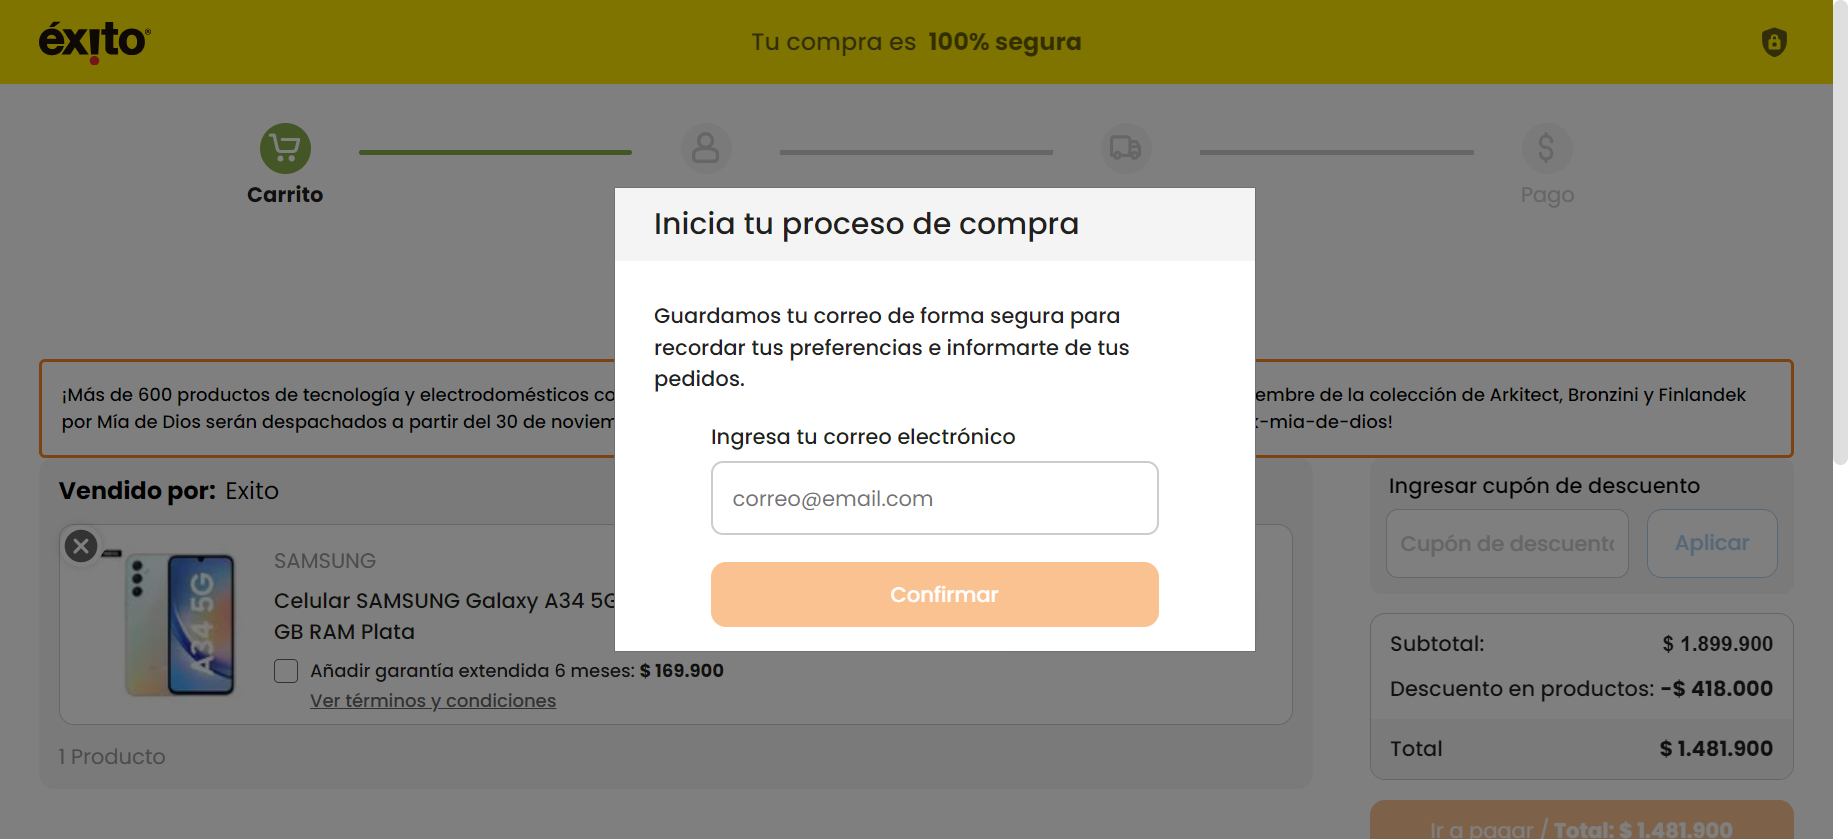 éxito
Tu compra es 100% segura
Carrito
Pago
Inicia tu proceso de compra
Guardamos tu correo de forma segura para
recordar tus preferencias e informarte de tus
pedidos.
Ingresa tu correo electrónico
correo@email.com
Confirmar
¡Más de 600 productos de tecnología y electrodomésticos
embre de la colección de Arkitect, Bronzini y Finlandek
por Mía de Dios serán despachados a partir del 30 de
-mia-de-dios!
Vendido por: Exito
SAMSUNG
Celular SAMSUNG Galaxy A34 5G
GB RAM Plata
A34 5G
Añadir garantía extendida 6 meses: $ 169.900
Ver términos y condiciones
1 Producto
Ingresar cupón de descuento
Cupón de descuento
Aplicar
Subtotal: $ 1.899.900
Descuento en productos: -$ 418.000
Total $ 1.481.900
Ir a pagar / Total: $ 1.481.900